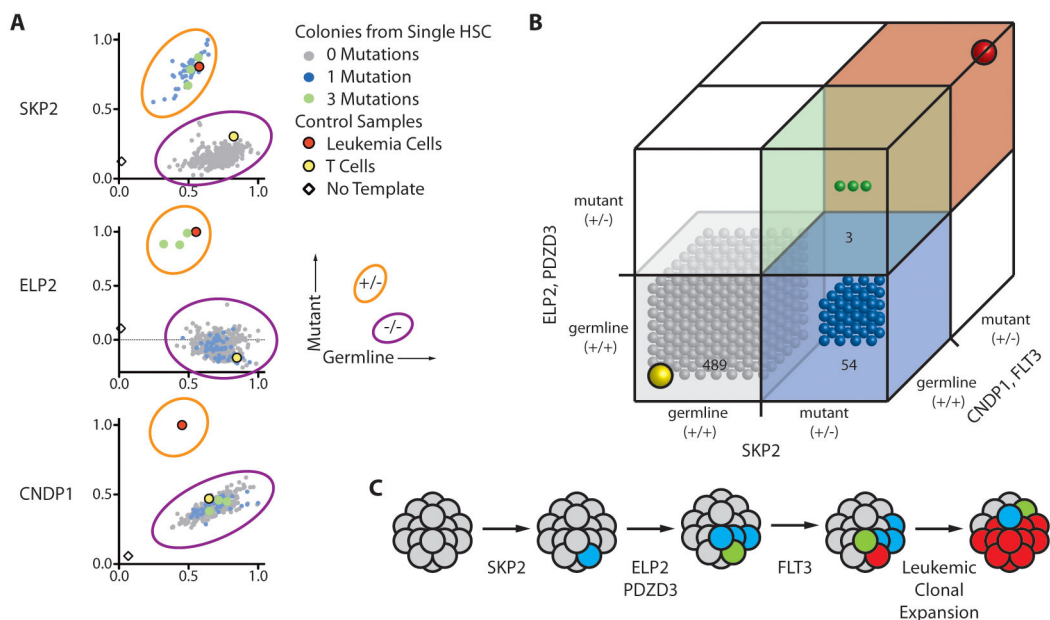 A
SKP2
1.0
0.5
0.0
0.0
0.5
1.0
ELP2
1.0
0.5
0.0
0.0
0.5
1.0
CNDP1
1.0
0.5
0.0
0.0
0.5
1.0
Colonies from Single HSC
0 Mutations
1 Mutation
3 Mutations
Control Samples
Leukemia Cells
T Cells
No Template
Mutant
Germline
+/-
-/-
B
ELP2, PDZD3
mutant
(+/-)
germline
(+/+)
3
489
54
germline
(+/+)
mutant
(+/-)
SKP2
germline
(+/+)
mutant
(+/-)
CNDP1, FLT3
C
SKP2
ELP2
PDZD3
FLT3
Leukemic
Clonal
Expansion